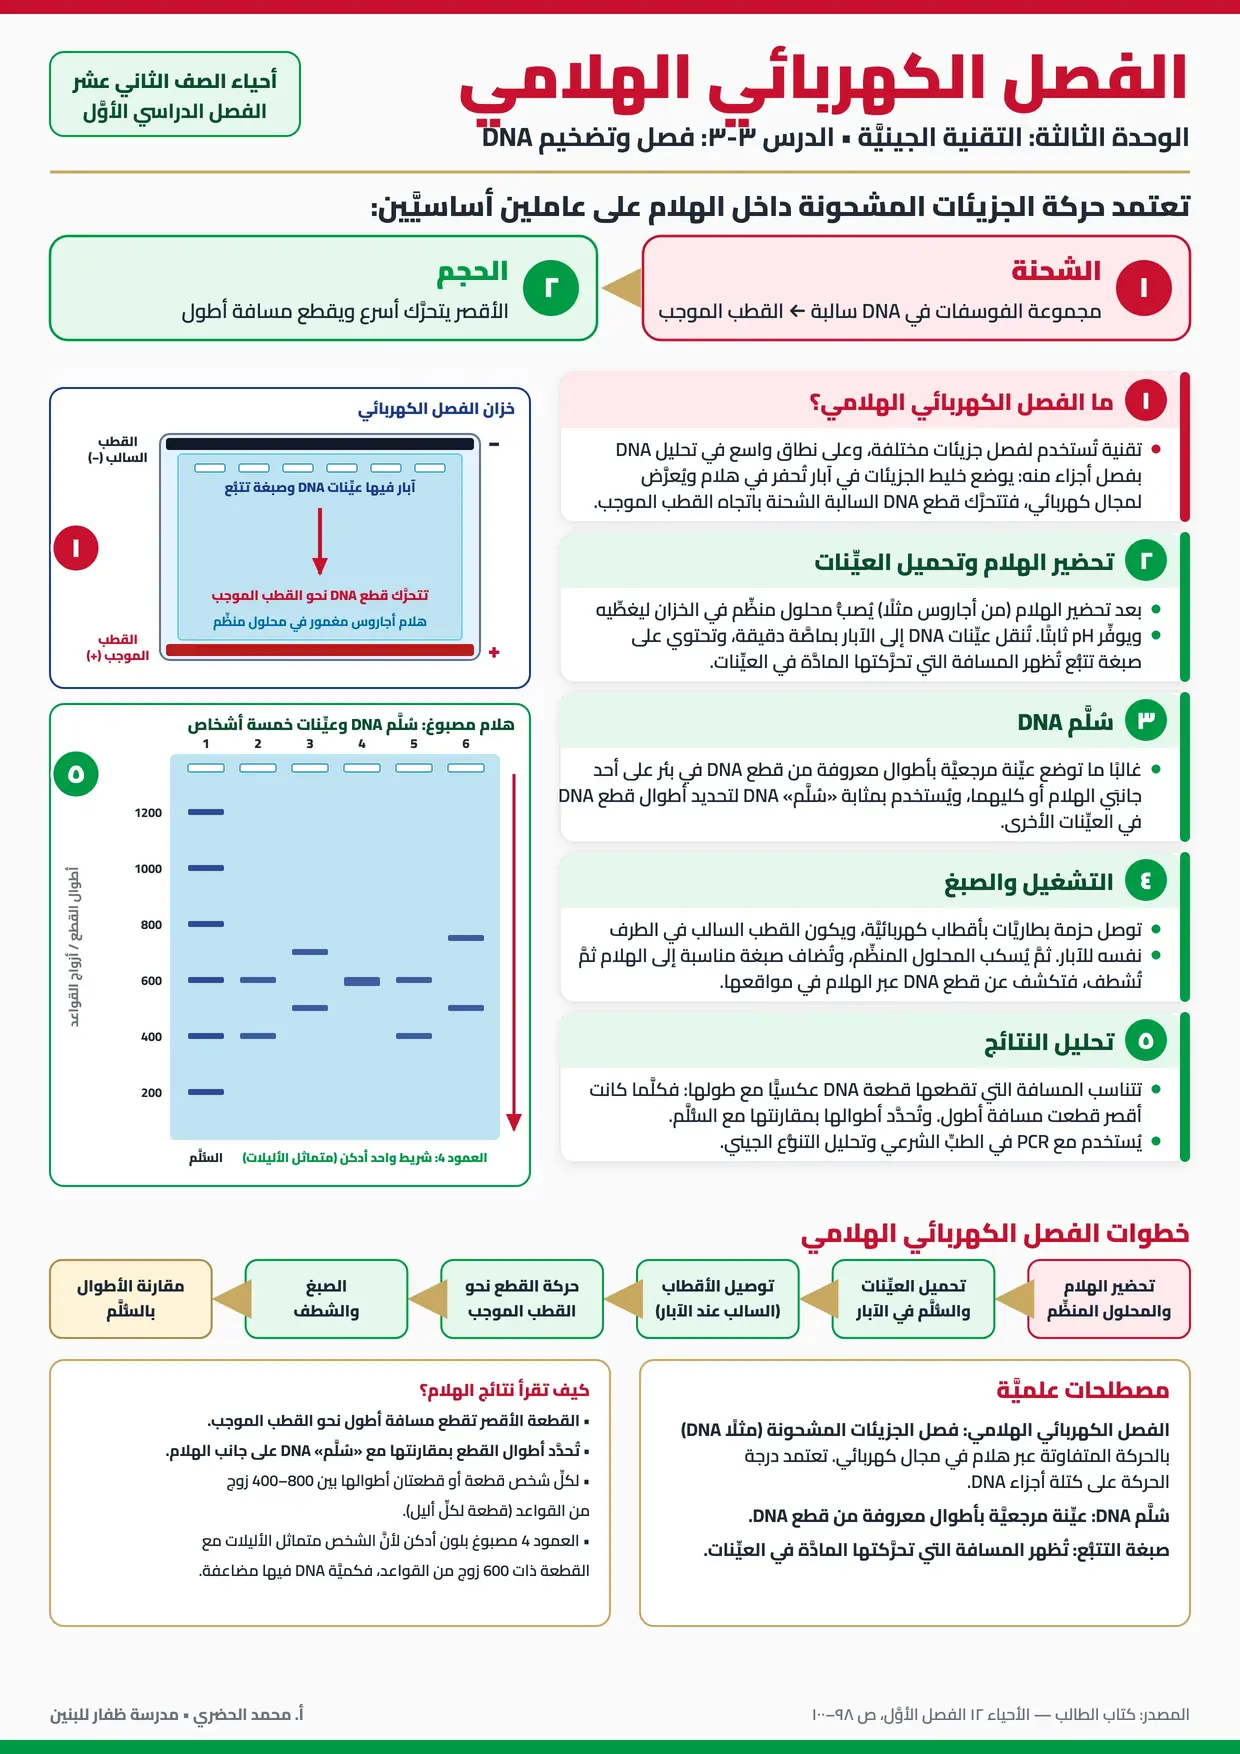 الفصل الكهربائي الهلامي
أحياء الصف الثاني عشر
الفصل الدراسي الأوَّل
الوحدة الثالثة: التقنية الجينيَّة ▪ الدرس ٣-٣: فصل وتضخيم DNA
تعتمد حركة الجزيئات المشحونة داخل الهلام على عاملين أساسيَّين:
١
الشحنة
مجموعة الفوسفات في DNA سالبة ← القطب الموجب
٢
الحجم
الأقصر يتحرَّك أسرع ويقطع مسافة أطول
١
ما الفصل الكهربائي الهلامي؟
• تقنية تُستخدم لفصل جزيئات مختلفة، وعلى نطاق واسع في تحليل DNA
بفصل أجزاء منه: يوضع خليط الجزيئات في آبار تُحفر في هلام ويُعرَّض
لمجال كهربائي، فتتحرَّك قطع DNA السالبة الشحنة باتجاه القطب الموجب.
٢
تحضير الهلام وتحميل العيِّنات
• بعد تحضير الهلام (من أجاروس مثلًا) يُصبُّ محلول منظِّم في الخزان ليغطِّيه
• ويوفِّر pH ثابتًا. تُنقل عيِّنات DNA إلى الآبار بماصَّة دقيقة، وتحتوي على
صبغة تتبُّع تُظهر المسافة التي تحرَّكتها المادَّة في العيِّنات.
٣
سُلَّم DNA
• غالبًا ما توضع عيِّنة مرجعيَّة بأطوال معروفة من قطع DNA في بئر على أحد
جانبَي الهلام أو كليهما، ويُستخدم بمثابة «سُلَّم» DNA لتحديد أطوال قطع DNA
في العيِّنات الأخرى.
٤
التشغيل والصبغ
• توصل حزمة بطاريَّات بأقطاب كهربائيَّة، ويكون القطب السالب في الطرف
• نفسه للآبار. ثمَّ يُسكب المحلول المنظِّم، وتُضاف صبغة مناسبة إلى الهلام ثمَّ
تُشطف، فتكشف عن قطع DNA عبر الهلام في مواقعها.
٥
تحليل النتائج
• تتناسب المسافة التي تقطعها قطعة DNA عكسيًّا مع طولها: فكلَّما كانت
أقصر قطعت مسافة أطول. وتُحدَّد أطوالها بمقارنتها مع السُّلَّم.
• يُستخدم مع PCR في الطبِّ الشرعي وتحليل التنوُّع الجيني.
خزان الفصل الكهربائي
−
القطب
السالب (−)
آبار فيها عيِّنات DNA وصبغة تتبُّع
١
تتحرَّك قطع DNA نحو القطب الموجب
هلام أجاروس مغمور في محلول منظِّم
القطب
الموجب (+)
+
هلام مصبوغ: سُلَّم DNA وعيِّنات خمسة أشخاص
1 2 3 4 5 6
٥
1200
1000
800
600
400
200
أطوال القطع / أزواج القواعد
السُّلَّم
العمود 4: شريط واحد أدكن (متماثل الأليلات)
خطوات الفصل الكهربائي الهلامي
تحضير الهلام
والمحلول المنظِّم
تحميل العيِّنات
والسُّلَّم في الآبار
توصيل الأقطاب
(السالب عند الآبار)
حركة القطع نحو
القطب الموجب
الصبغ
والشطف
مقارنة الأطوال
بالسُّلَّم
مصطلحات علميَّة
الفصل الكهربائي الهلامي: فصل الجزيئات المشحونة (مثلًا DNA)
بالحركة المتفاوتة عبر هلام في مجال كهربائي. تعتمد درجة
الحركة على كتلة أجزاء DNA.
سُلَّم DNA: عيِّنة مرجعيَّة بأطوال معروفة من قطع DNA.
صبغة التتبُّع: تُظهر المسافة التي تحرَّكتها المادَّة في العيِّنات.
كيف تقرأ نتائج الهلام؟
▪ القطعة الأقصر تقطع مسافة أطول نحو القطب الموجب.
▪ تُحدَّد أطوال القطع بمقارنتها مع «سُلَّم» DNA على جانب الهلام.
▪ لكلِّ شخص قطعة أو قطعتان أطوالها بين 800–400 زوج
من القواعد (قطعة لكلِّ أليل).
▪ العمود 4 مصبوغ بلون أدكن لأنَّ الشخص متماثل الأليلات مع
القطعة ذات 600 زوج من القواعد، فكميَّة DNA فيها مضاعفة.
المصدر: كتاب الطالب — الأحياء ١٢ الفصل الأوَّل، ص ٩٨–١٠٠
أ. محمد الحضري ▪ مدرسة ظفار للبنين